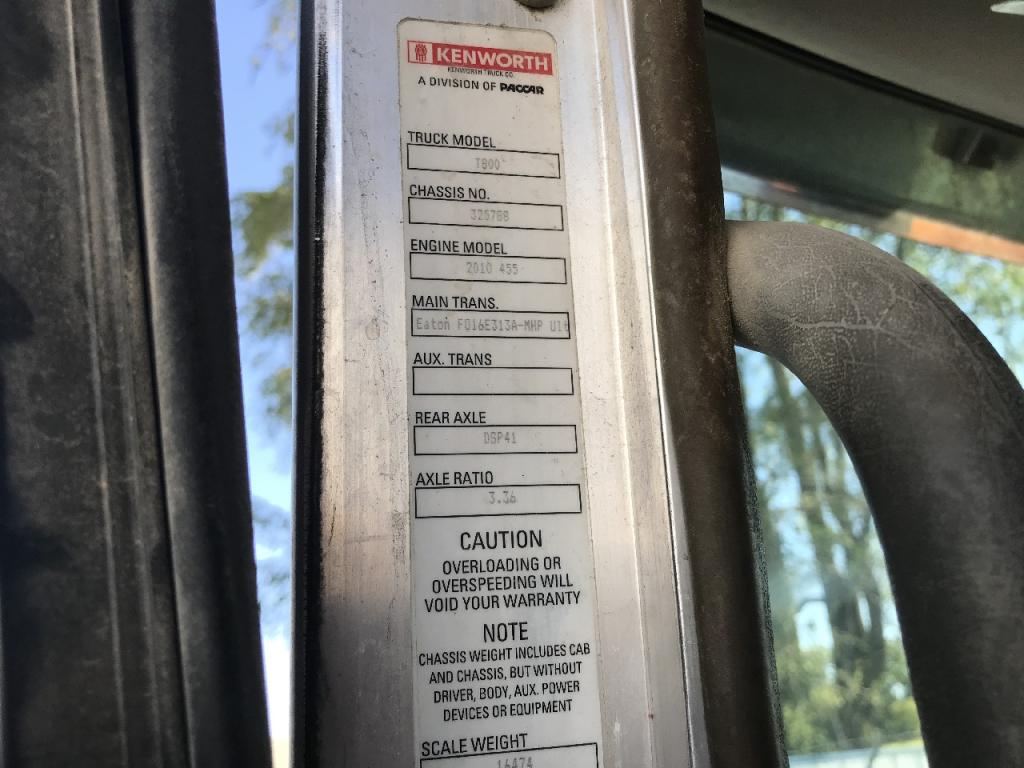 KENWORTH
KENWORTH TRUCK CO.
A DIVISION OF PACCAR
TRUCK MODEL
T800
CHASSIS NO.
325788
ENGINE MODEL
2010 455
MAIN TRANS.
Eaton FO16E313A-MHP
AUX. TRANS
REAR AXLE
DSP41
AXLE RATIO
3.36
CAUTION
OVERLOADING OR
OVERSPEEDING WILL
VOID YOUR WARRANTY
NOTE
CHASSIS WEIGHT INCLUDES CAB
AND CHASSIS, BUT WITHOUT
DRIVER, BODY, AUX. POWER
DEVICES OR EQUIPMENT
SCALE WEIGHT
16474